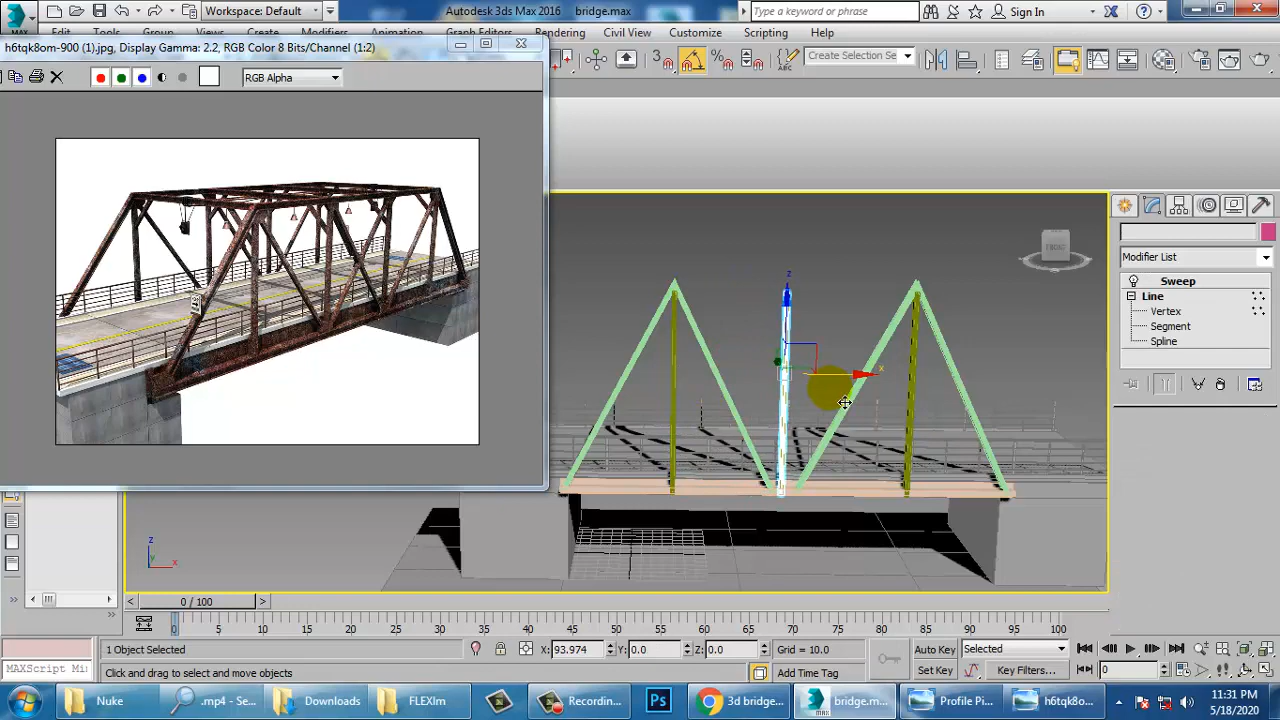 Workspace: Default
Autodesk 3ds Max 2016 bridge.max
Type a keyword or phrase
Sign In
Edit Tools Group Views Create Modifiers Animation Graph Editors Rendering Civil View Customize Scripting Help
h6tqk8om-900 (1).jpg, Display Gamma: 2.2, RGB Color 8 Bits/Channel (1:2)
RGB Alpha
3
%
Create Selection Se
Modifier List
Sweep
Line
Vertex
Segment
Spline
FRONT
z
x
z
y
x
0 / 100
0 5 10 15 20 25 30 35 40 45 50 55 60 65 70 75 80 85 90 95 100
1 Object Selected
X: 93.974
Y: 0.0
Z: 0.0
Grid = 10.0
Auto Key
Selected
MAXScript Mi
Click and drag to select and move objects
Add Time Tag
Set Key
Key Filters...
0
Nuke
.mp4 - Se...
Downloads
FLEXlm
Recordin...
Ps
3d bridge...
bridge.m...
Profile Pi...
h6tqk8o...
11:31 PM
5/18/2020